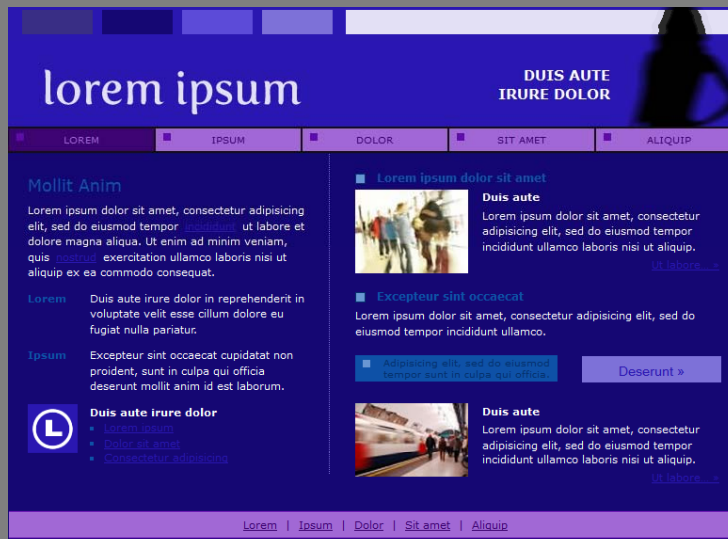 lorem ipsum
DUIS AUTE
IRURE DOLOR
LOREM
IPSUM
DOLOR
SIT AMET
ALIQUIP
Mollit Anim
Lorem ipsum dolor sit amet, consectetur adipisicing
elit, sed do eiusmod tempor incididunt ut labore et
dolore magna aliqua. Ut enim ad minim veniam,
quis nostrud exercitation ullamco laboris nisi ut
aliquip ex ea commodo consequat.
Lorem Duis aute irure dolor in reprehenderit in
voluptate velit esse cillum dolore eu
fugiat nulla pariatur.
Ipsum Excepteur sint occaecat cupidatat non
proident, sunt in culpa qui officia
deserunt mollit anim id est laborum.
L
Duis aute irure dolor
Lorem ipsum
Dolor sit amet
Consectetur adipisicing
Lorem ipsum dolor sit amet
Duis aute
Lorem ipsum dolor sit amet, consectetur
adipisicing elit, sed do eiusmod tempor
incididunt ullamco laboris nisi ut aliquip.
Ut labore... »
Excepteur sint occaecat
Lorem ipsum dolor sit amet, consectetur adipisicing elit, sed do
eiusmod tempor incididunt ullamco.
Adipisicing elit, sed do eiusmod
tempor sunt in culpa qui officia.
Deserunt »
Duis aute
Lorem ipsum dolor sit amet, consectetur
adipisicing elit, sed do eiusmod tempor
incididunt ullamco laboris nisi ut aliquip.
Ut labore... »
Lorem | Ipsum | Dolor | Sit amet | Aliquip